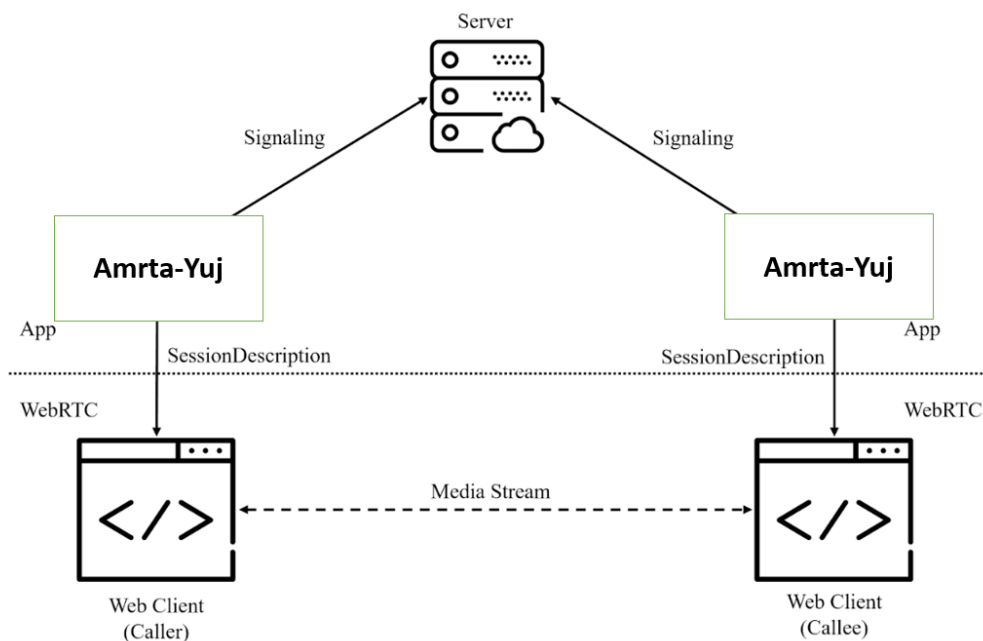 Server
Signaling
Signaling
Amrta-Yuj
Amrta-Yuj
App
App
SessionDescription
SessionDescription
WebRTC
WebRTC
Media Stream
Web Client
(Caller)
Web Client
(Callee)